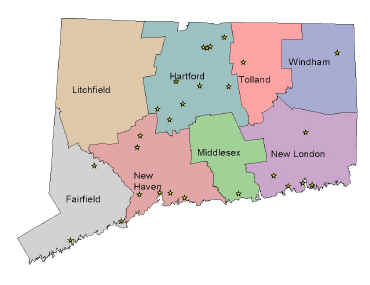 Windham
Hartford
Tolland
Litchfield
Middlesex
New London
New
Haven
Fairfield